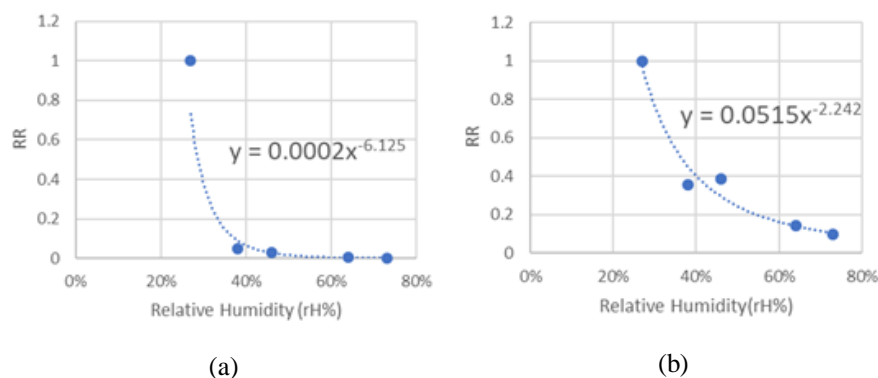 1.2
1
0.8
0.6
0.4
0.2
0
RR
y = 0.0002x^-6.125
0% 20% 40% 60% 80%
Relative Humidity(rH%)
(a)
1.2
1
0.8
0.6
0.4
0.2
0
RR
y = 0.0515x^-2.242
0% 20% 40% 60% 80%
Relative Humidity(rH%)
(b)